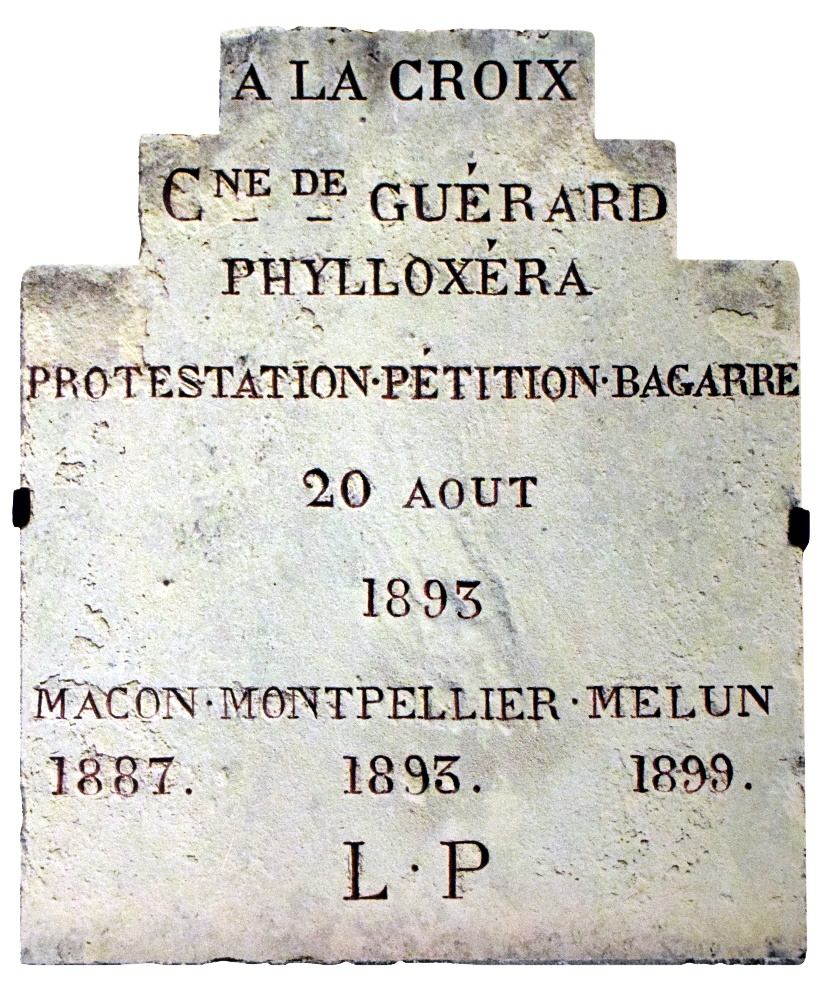 A LA CROIX
CNE DE GUÉRARD
PHYLLOXÉRA
PROTESTATION·PÉTITION·BAGARRE
20 AOUT
1893
MACON·MONTPELLIER·MELUN
1887. 1893. 1899.
L·P